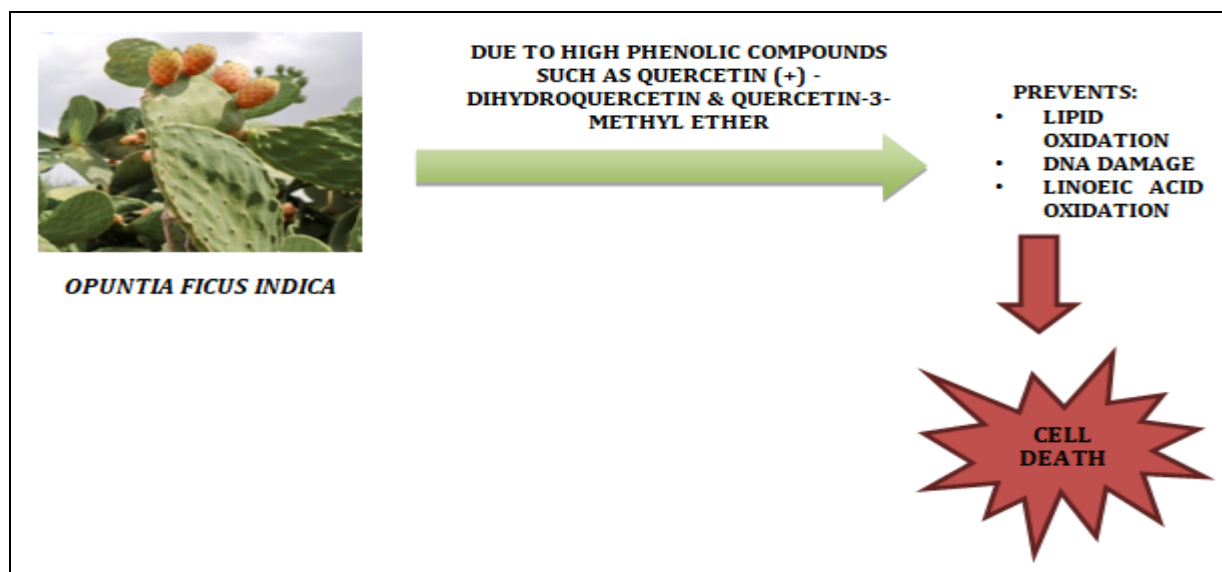 DUE TO HIGH PHENOLIC COMPOUNDS
SUCH AS QUERCETIN (+) -
DIHYDROQUERCETIN & QUERCETIN-3-
METHYL ETHER
PREVENTS:
• LIPID
OXIDATION
• DNA DAMAGE
• LINOEIC ACID
OXIDATION
OPUNTIA FICUS INDICA
CELL
DEATH